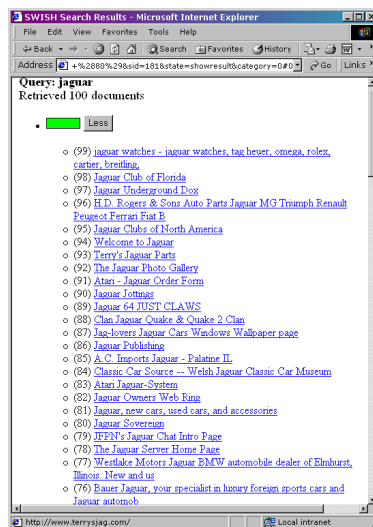 SWISH Search Results - Microsoft Internet Explorer
File Edit View Favorites Tools Help
Back Search Favorites History
Address +%2880%29&sid=181&state=showresult&category=0#0 Go Links
Query: jaguar
Retrieved 100 documents
Less
(99) jaguar watches - jaguar watches, tag heuer, omega, rolex,
cartier, breitling,
(98) Jaguar Club of Florida
(97) Jaguar Underground Dox
(96) H.D. Rogers & Sons Auto Parts Jaguar MG Triumph Renault
Peugeot Ferrari Fiat B
(95) Jaguar Clubs of North America
(94) Welcome to Jaguar
(93) Terry's Jaguar Parts
(92) The Jaguar Photo Gallery
(91) Atari - Jaguar Order Form
(90) Jaguar Jottings
(89) Jaguar 64 JUST CLAWS
(88) Clan Jaguar Quake & Quake 2 Clan
(87) Jag-lovers Jaguar Cars Windows Wallpaper page
(86) Jaguar Publishing
(85) A.C. Imports Jaguar - Palatine IL
(84) Classic Car Source -- Welsh Jaguar Classic Car Museum
(83) Atari Jaguar-System
(82) Jaguar Owners Web Ring
(81) Jaguar, new cars, used cars, and accessories
(80) Jaguar Sovereign
(79) JFPN's Jaguar Chat Intro Page
(78) The Jaguar Server Home Page
(77) Westlake Motors Jaguar BMW automobile dealer of Elmhurst,
Illinois. New and us
(76) Bauer Jaguar, your specialist in luxury foreign sports cars and
Jaguar automob
http://www.terrysjag.com/ Local intranet